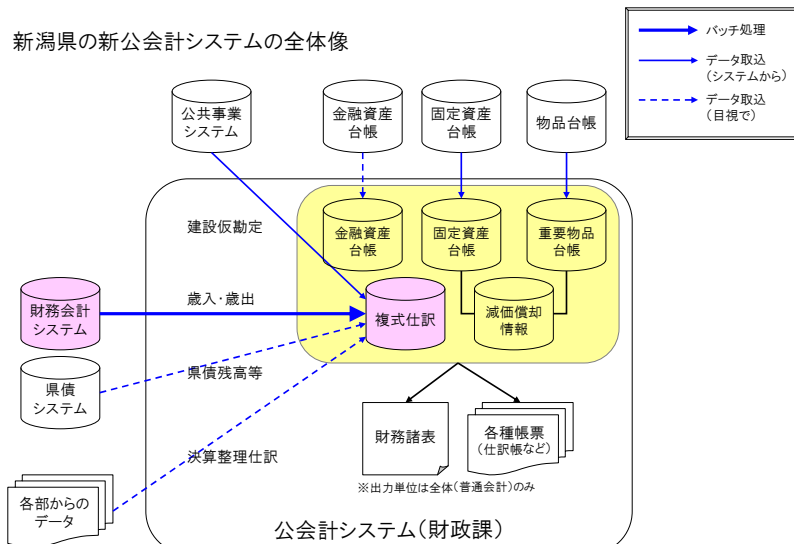 新潟県の新公会計システムの全体像
バッチ処理
データ取込
(システムから)
データ取込
(目視で)
公共事業
システム
金融資産
台帳
固定資産
台帳
物品台帳
建設仮勘定
金融資産
台帳
固定資産
台帳
重要物品
台帳
財務会計
システム
歳入・歳出
複式仕訳
減価償却
情報
県債
システム
県債残高等
決算整理仕訳
財務諸表
各種帳票
(仕訳帳など)
※出力単位は全体(普通会計)のみ
各部からの
データ
公会計システム(財政課)